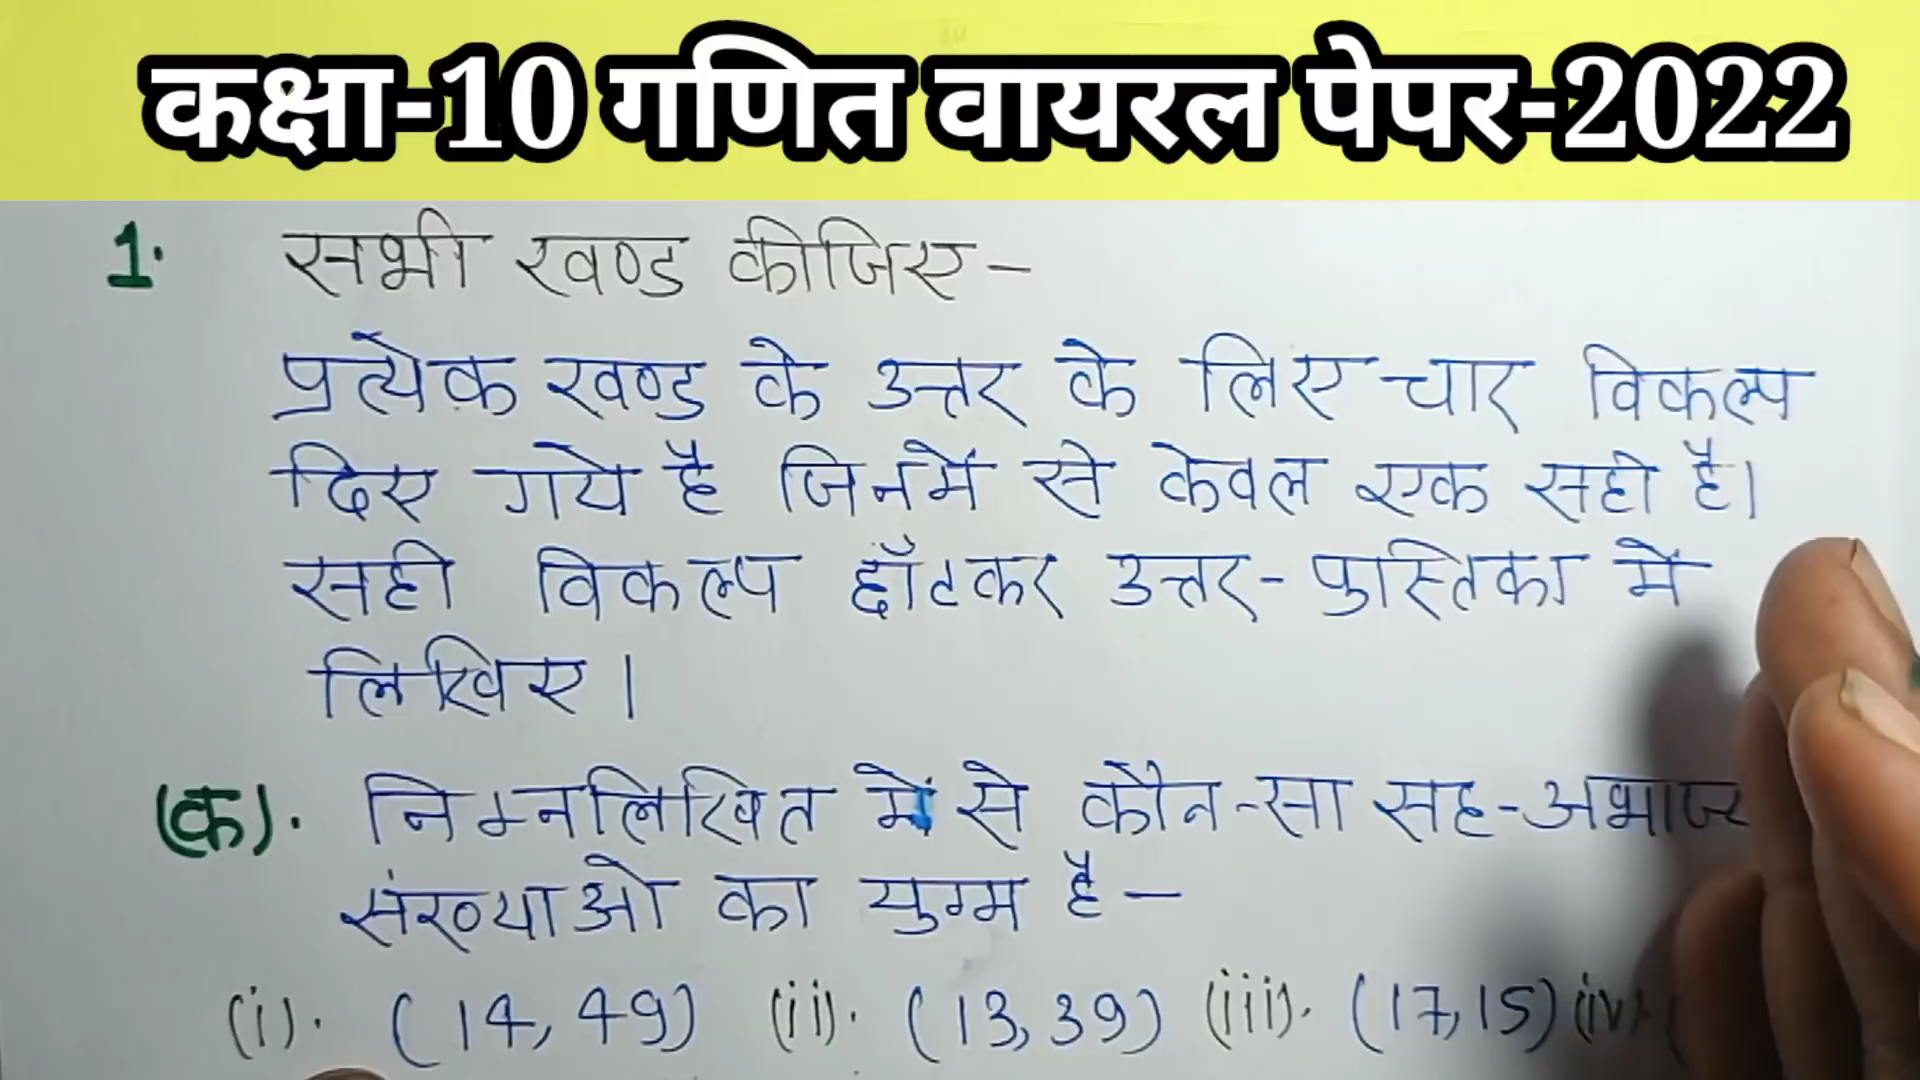 कक्षा-10 गणित वायरल पेपर-2022
1. सभी खण्ड कीजिए -
प्रत्येक खण्ड के उत्तर के लिए चार विकल्प
दिए गये है जिनमें से केवल एक सही है।
सही विकल्प छाँटकर उत्तर-पुस्तिका में
लिखिए।
(क). निम्नलिखित में से कौन-सा सह-अभाज्य
संख्याओ का युग्म है -
(i). (14, 49) (ii). (13, 39) (iii). (17, 15) (iv). (